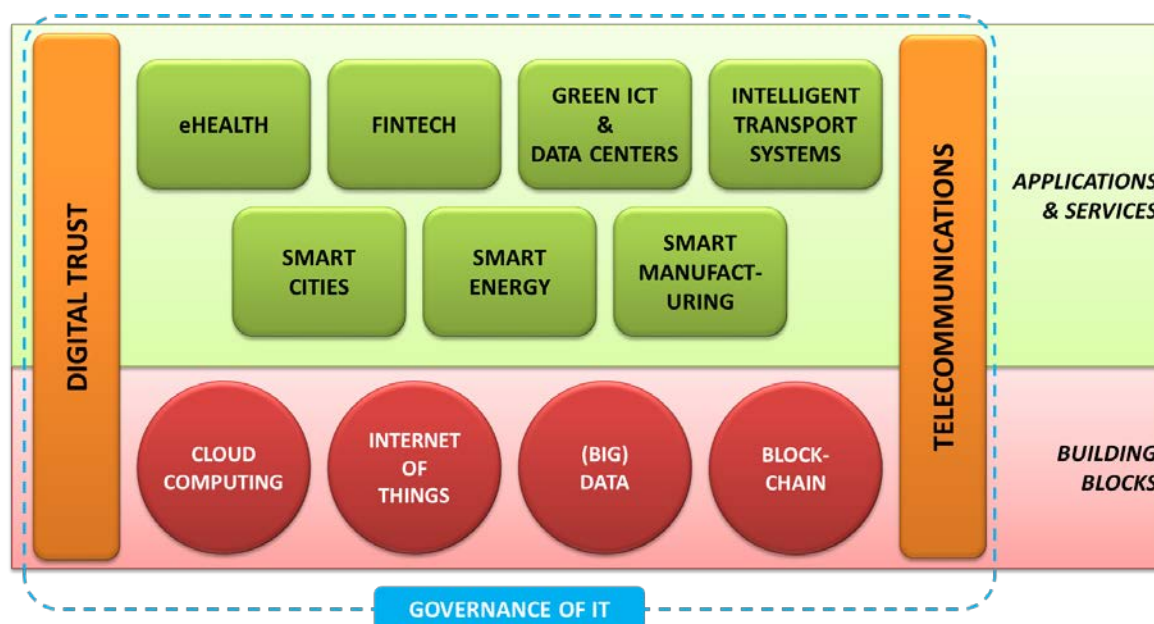 DIGITAL TRUST
eHEALTH
FINTECH
GREEN ICT
&
DATA CENTERS
INTELLIGENT
TRANSPORT
SYSTEMS
SMART
CITIES
SMART
ENERGY
SMART
MANUFACT-
URING
TELECOMMUNICATIONS
APPLICATIONS
& SERVICES
CLOUD
COMPUTING
INTERNET
OF
THINGS
(BIG)
DATA
BLOCK-
CHAIN
BUILDING
BLOCKS
GOVERNANCE OF IT